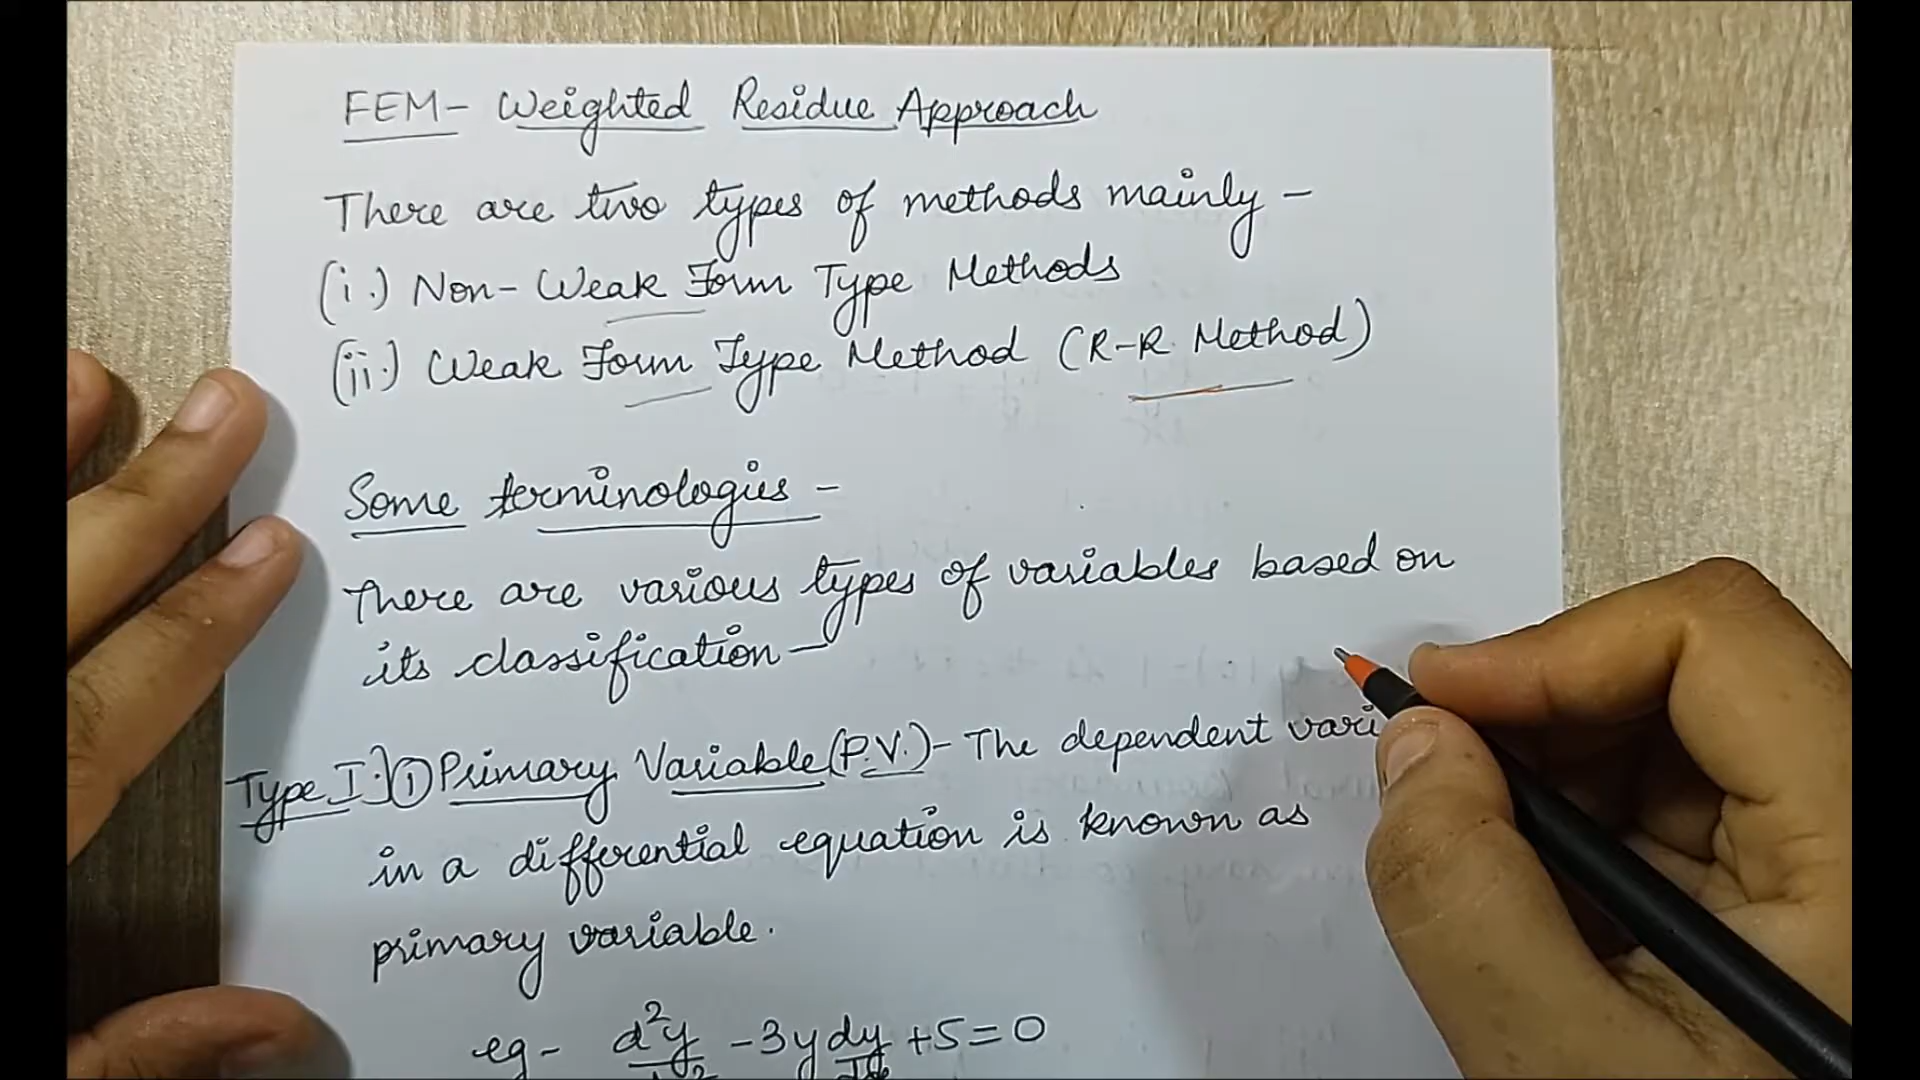 FEM- Weighted Residue Approach
There are two types of methods mainly -
(i.) Non-Weak Form Type Methods
(ii.) Weak Form Type Method (R-R Method)
Some terminologies -
There are various types of variables based on
its classification -
Type I.) ① Primary Variable (P.V.) - The dependent
in a differential equation is known as
primary variable.
eg - d²y - 3y dy + 5 = 0